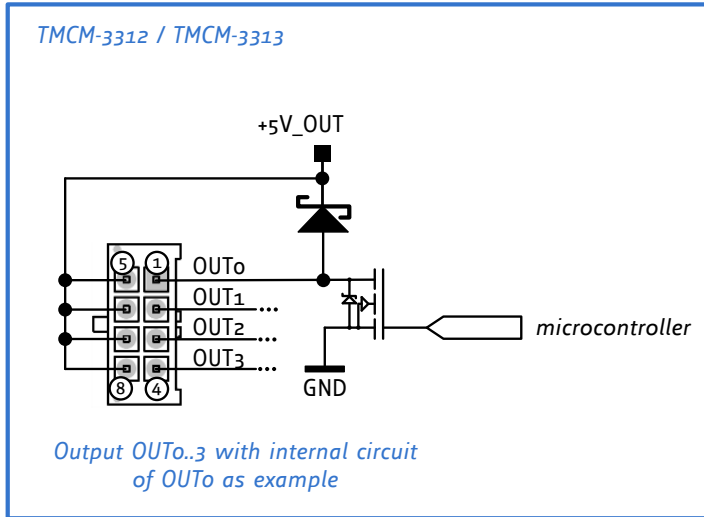 TMCM-3312 / TMCM-3313
+5V_OUT
5 1
OUT0
OUT1
OUT2
OUT3
8 4
microcontroller
GND
Output OUT0..3 with internal circuit
of OUT0 as example